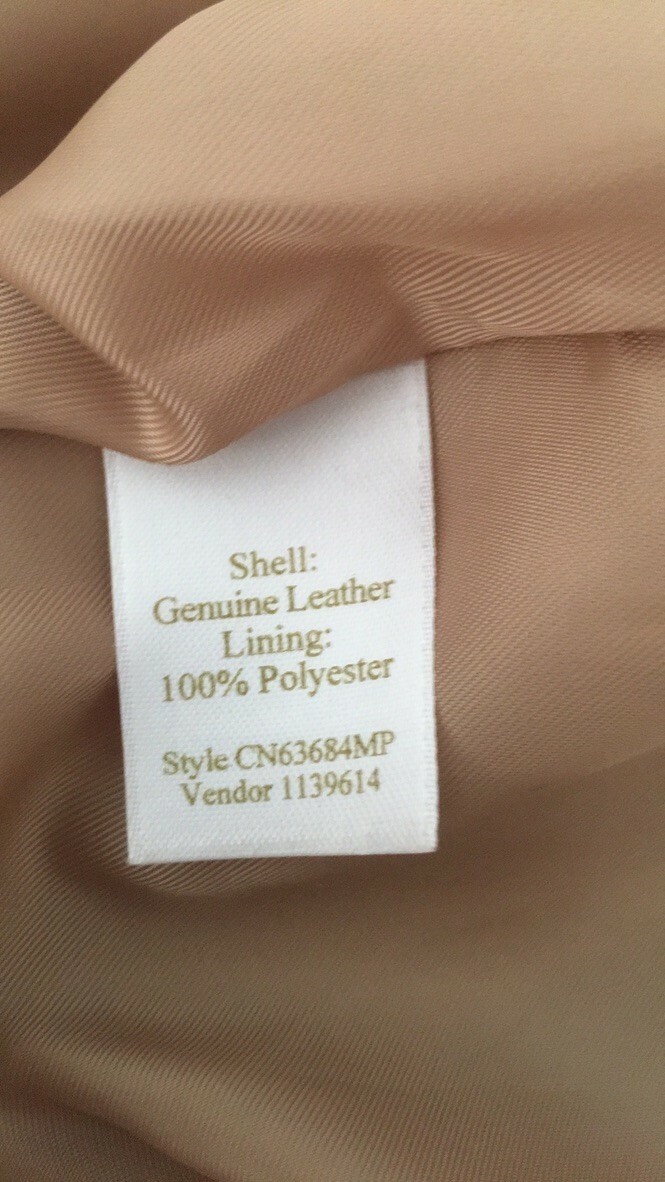 Shell:
Genuine Leather
Lining:
100% Polyester
Style CN63684MP
Vendor 1139614